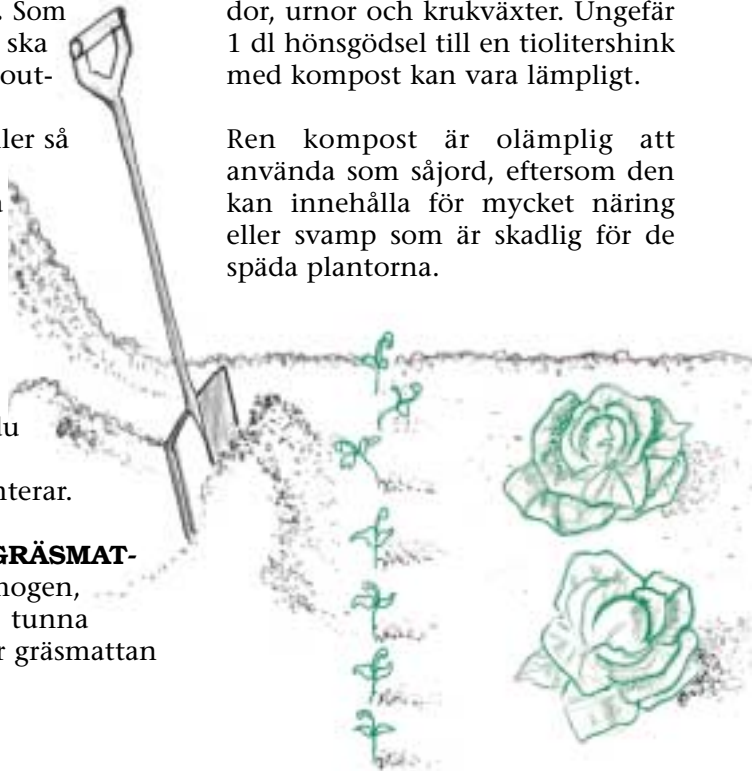 . Som
ska
out-
ler så
du
nterar.
GRÄSMAT-
mogen,
tunna
r gräsmattan
dor, urnor och krukväxter. Ungefär
1 dl hönsgödsel till en tiolitershink
med kompost kan vara lämpligt.
Ren kompost är olämplig att
använda som såjord, eftersom den
kan innehålla för mycket näring
eller svamp som är skadlig för de
späda plantorna.